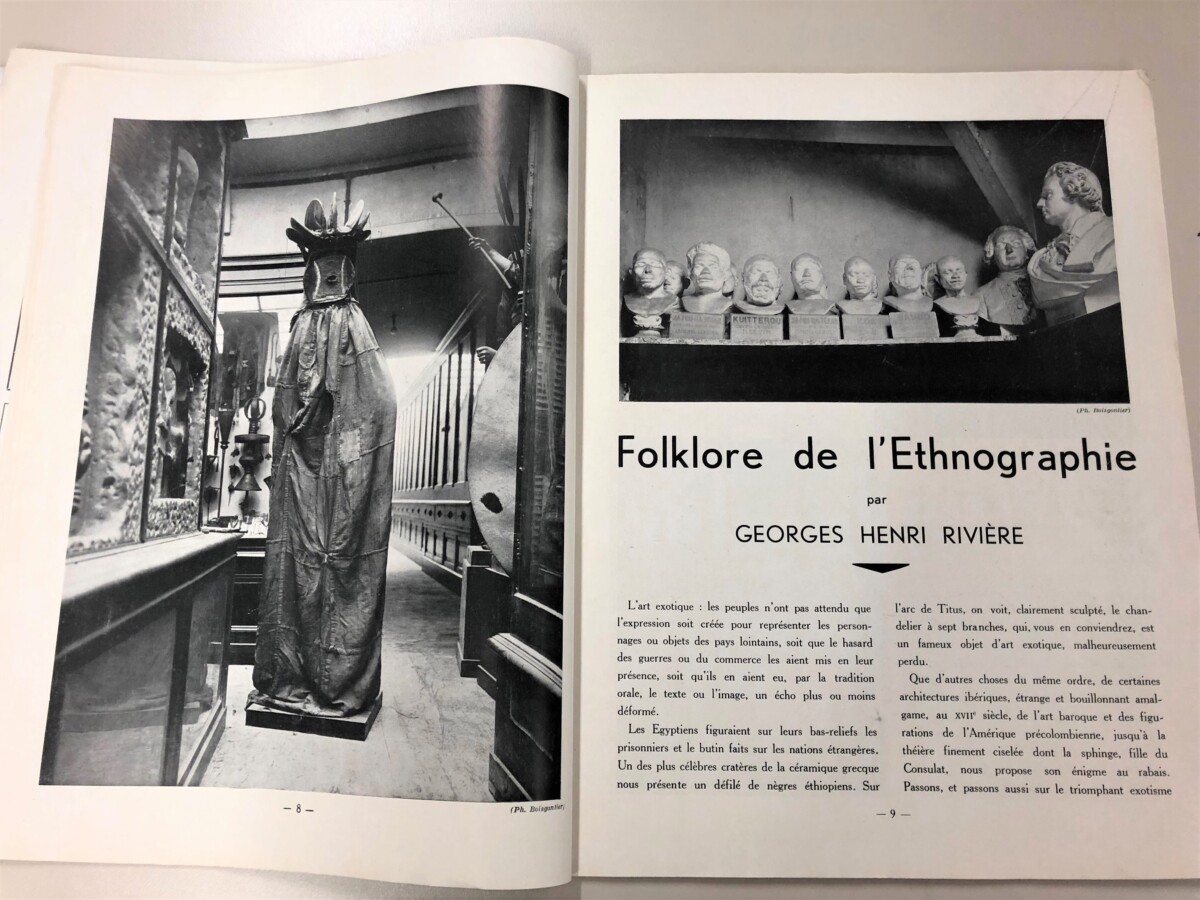 — 8 —
(Ph. Boisgontier)
KUITTEROU
(Ph. Boisgontier)
Folklore de l'Ethnographie
par
GEORGES HENRI RIVIÈRE
L'art exotique : les peuples n'ont pas attendu que
l'expression soit créée pour représenter les person-
nages ou objets des pays lointains, soit que le hasard
des guerres ou du commerce les aient mis en leur
présence, soit qu'ils en aient eu, par la tradition
orale, le texte ou l'image, un écho plus ou moins
déformé.
Les Egyptiens figuraient sur leurs bas-reliefs les
prisonniers et le butin faits sur les nations étrangères.
Un des plus célèbres cratères de la céramique grecque
nous présente un défilé de nègres éthiopiens. Sur
l'arc de Titus, on voit, clairement sculpté, le chan-
delier à sept branches, qui, vous en conviendrez, est
un fameux objet d'art exotique, malheureusement
perdu.
Que d'autres choses du même ordre, de certaines
architectures ibériques, étrange et bouillonnant amal-
game, au XVIIe siècle, de l'art baroque et des figu-
rations de l'Amérique précolombienne, jusqu'à la
théière finement ciselée dont la sphinge, fille du
Consulat, nous propose son énigme au rabais.
Passons, et passons aussi sur le triomphant exotisme
— 9 —